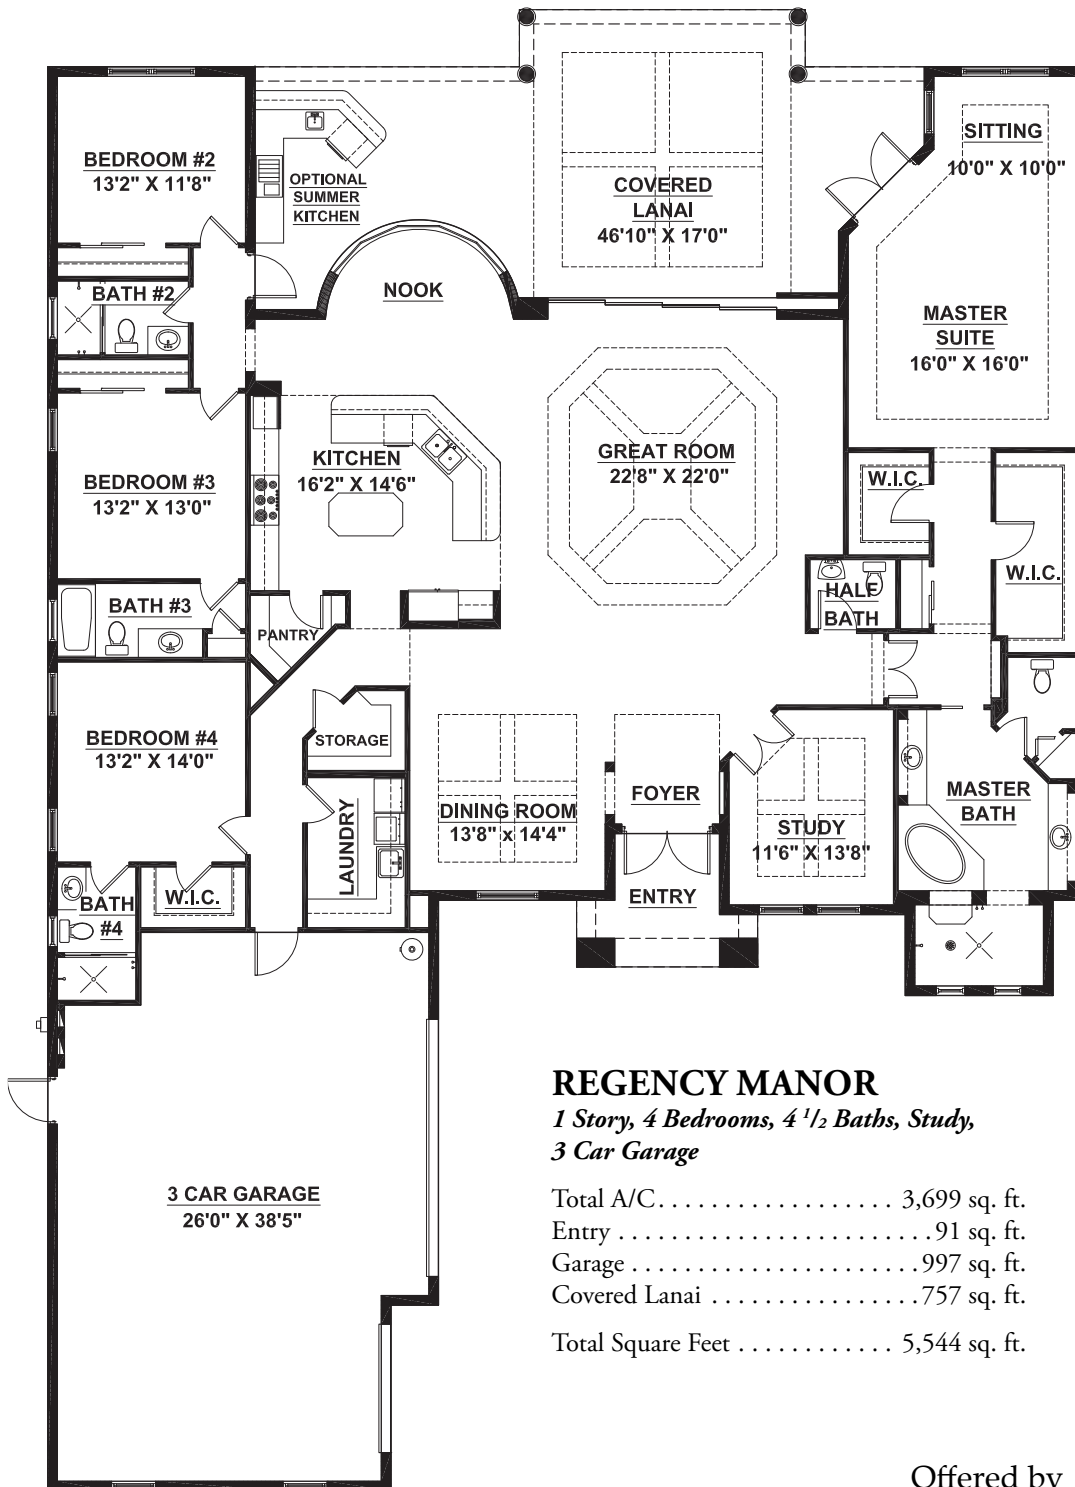 BEDROOM #2
13'2" X 11'8"
OPTIONAL
SUMMER
KITCHEN
COVERED
LANAI
46'10" X 17'0"
SITTING
10'0" X 10'0"
BATH #2
NOOK
MASTER
SUITE
16'0" X 16'0"
BEDROOM #3
13'2" X 13'0"
KITCHEN
16'2" X 14'6"
GREAT ROOM
22'8" X 22'0"
W.I.C.
W.I.C.
BATH #3
PANTRY
HALF
BATH
BEDROOM #4
13'2" X 14'0"
STORAGE
LAUNDRY
DINING ROOM
13'8" x 14'4"
FOYER
STUDY
11'6" X 13'8"
MASTER
BATH
BATH
#4
W.I.C.
ENTRY
3 CAR GARAGE
26'0" X 38'5"
REGENCY MANOR
1 Story, 4 Bedrooms, 4 1/2 Baths, Study,
3 Car Garage
Total A/C . . . . . . . . . . . . . . . . . . 3,699 sq. ft.
Entry . . . . . . . . . . . . . . . . . . . . . . . . 91 sq. ft.
Garage . . . . . . . . . . . . . . . . . . . . . . 997 sq. ft.
Covered Lanai . . . . . . . . . . . . . . . . 757 sq. ft.
Total Square Feet . . . . . . . . . . . . 5,544 sq. ft.
Offered by